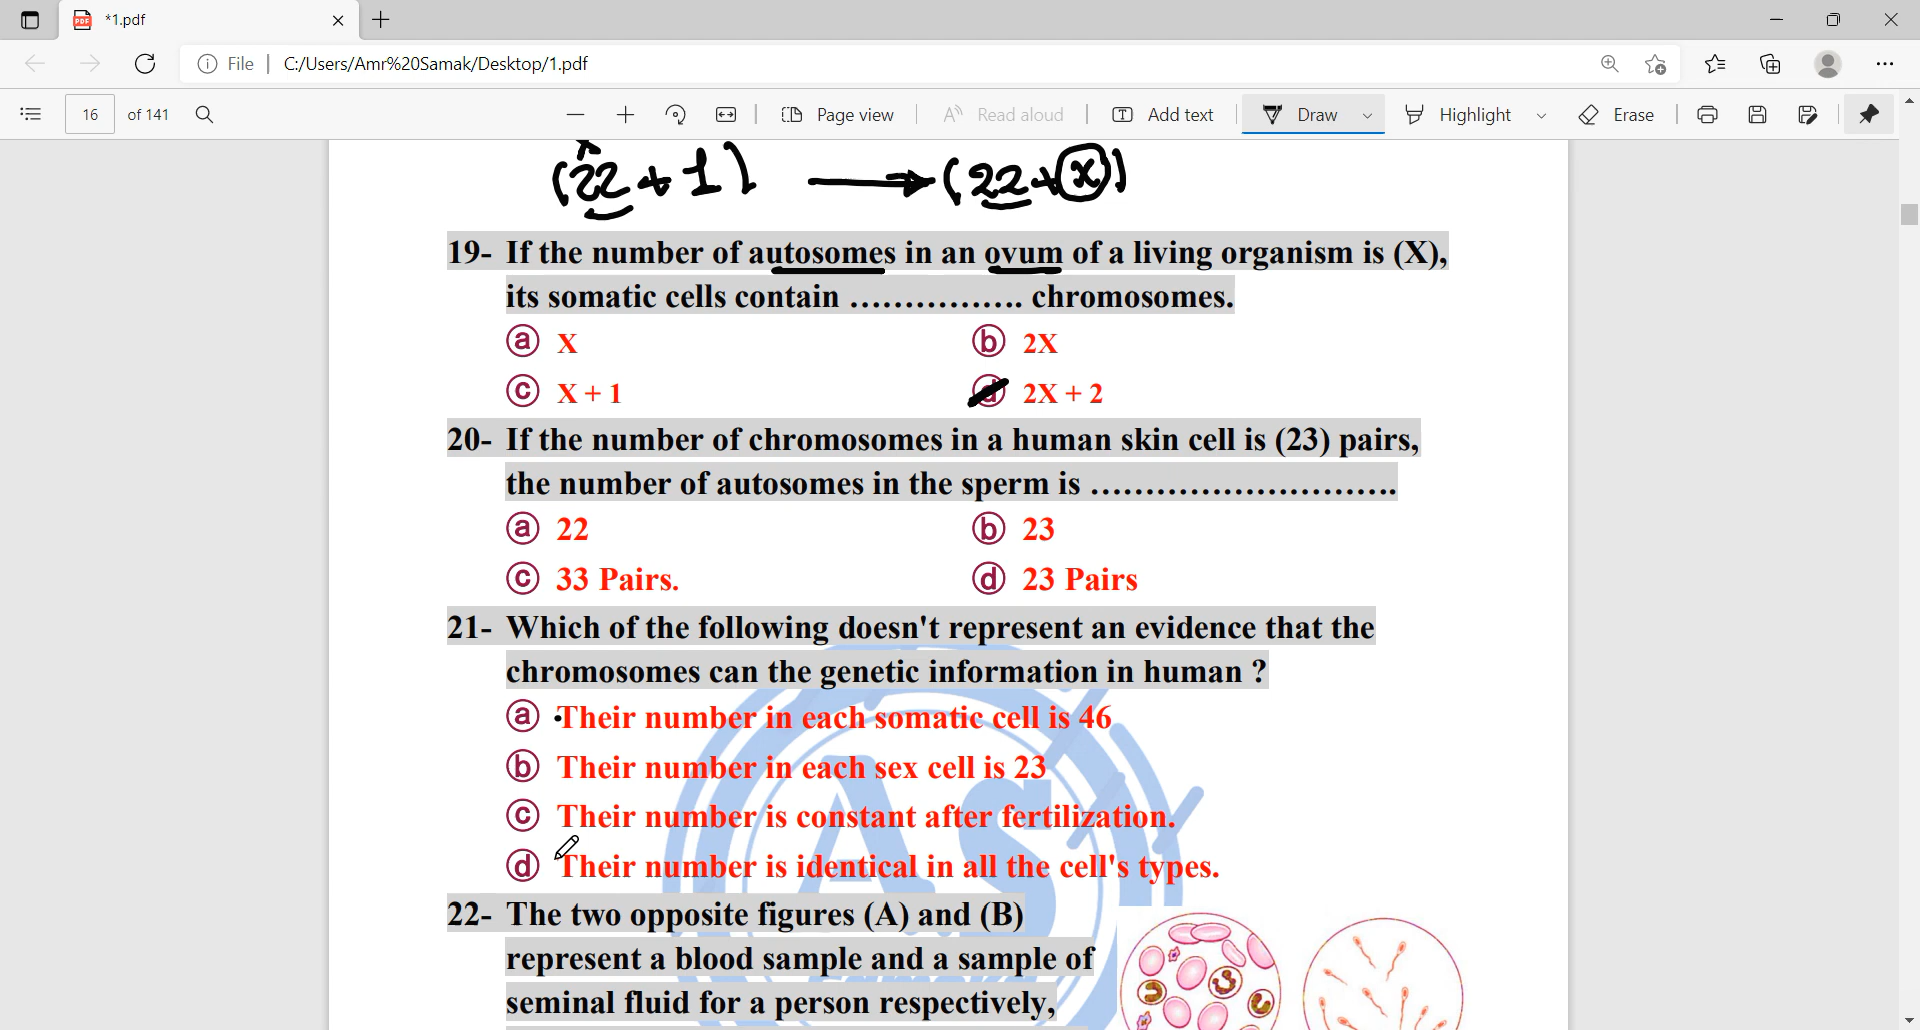 *1.pdf
File | C:/Users/Amr%20Samak/Desktop/1.pdf
16 of 141 Page view Read aloud Add text Draw Highlight Erase
(22 + 1) → (22 + X)
19- If the number of autosomes in an ovum of a living organism is (X),
its somatic cells contain ................ chromosomes.
ⓐ X ⓑ 2X
ⓒ X + 1 ⓓ 2X + 2
20- If the number of chromosomes in a human skin cell is (23) pairs,
the number of autosomes in the sperm is ............................
ⓐ 22 ⓑ 23
ⓒ 33 Pairs. ⓓ 23 Pairs
21- Which of the following doesn't represent an evidence that the
chromosomes can the genetic information in human ?
ⓐ Their number in each somatic cell is 46
ⓑ Their number in each sex cell is 23
ⓒ Their number is constant after fertilization.
ⓓ Their number is identical in all the cell's types.
22- The two opposite figures (A) and (B)
represent a blood sample and a sample of
seminal fluid for a person respectively,